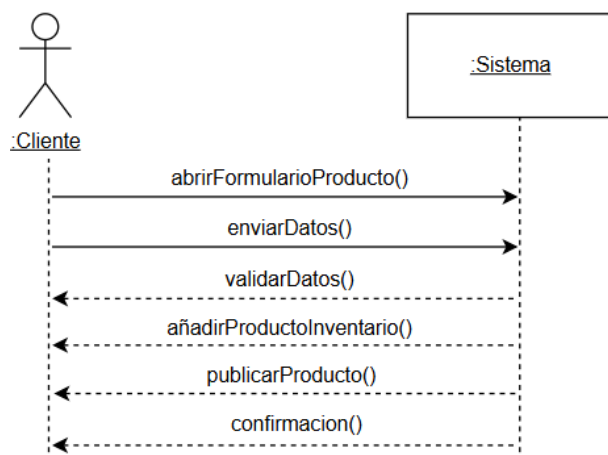 :Cliente
:Sistema
abrirFormularioProducto()
enviarDatos()
validarDatos()
añadirProductoInventario()
publicarProducto()
confirmacion()